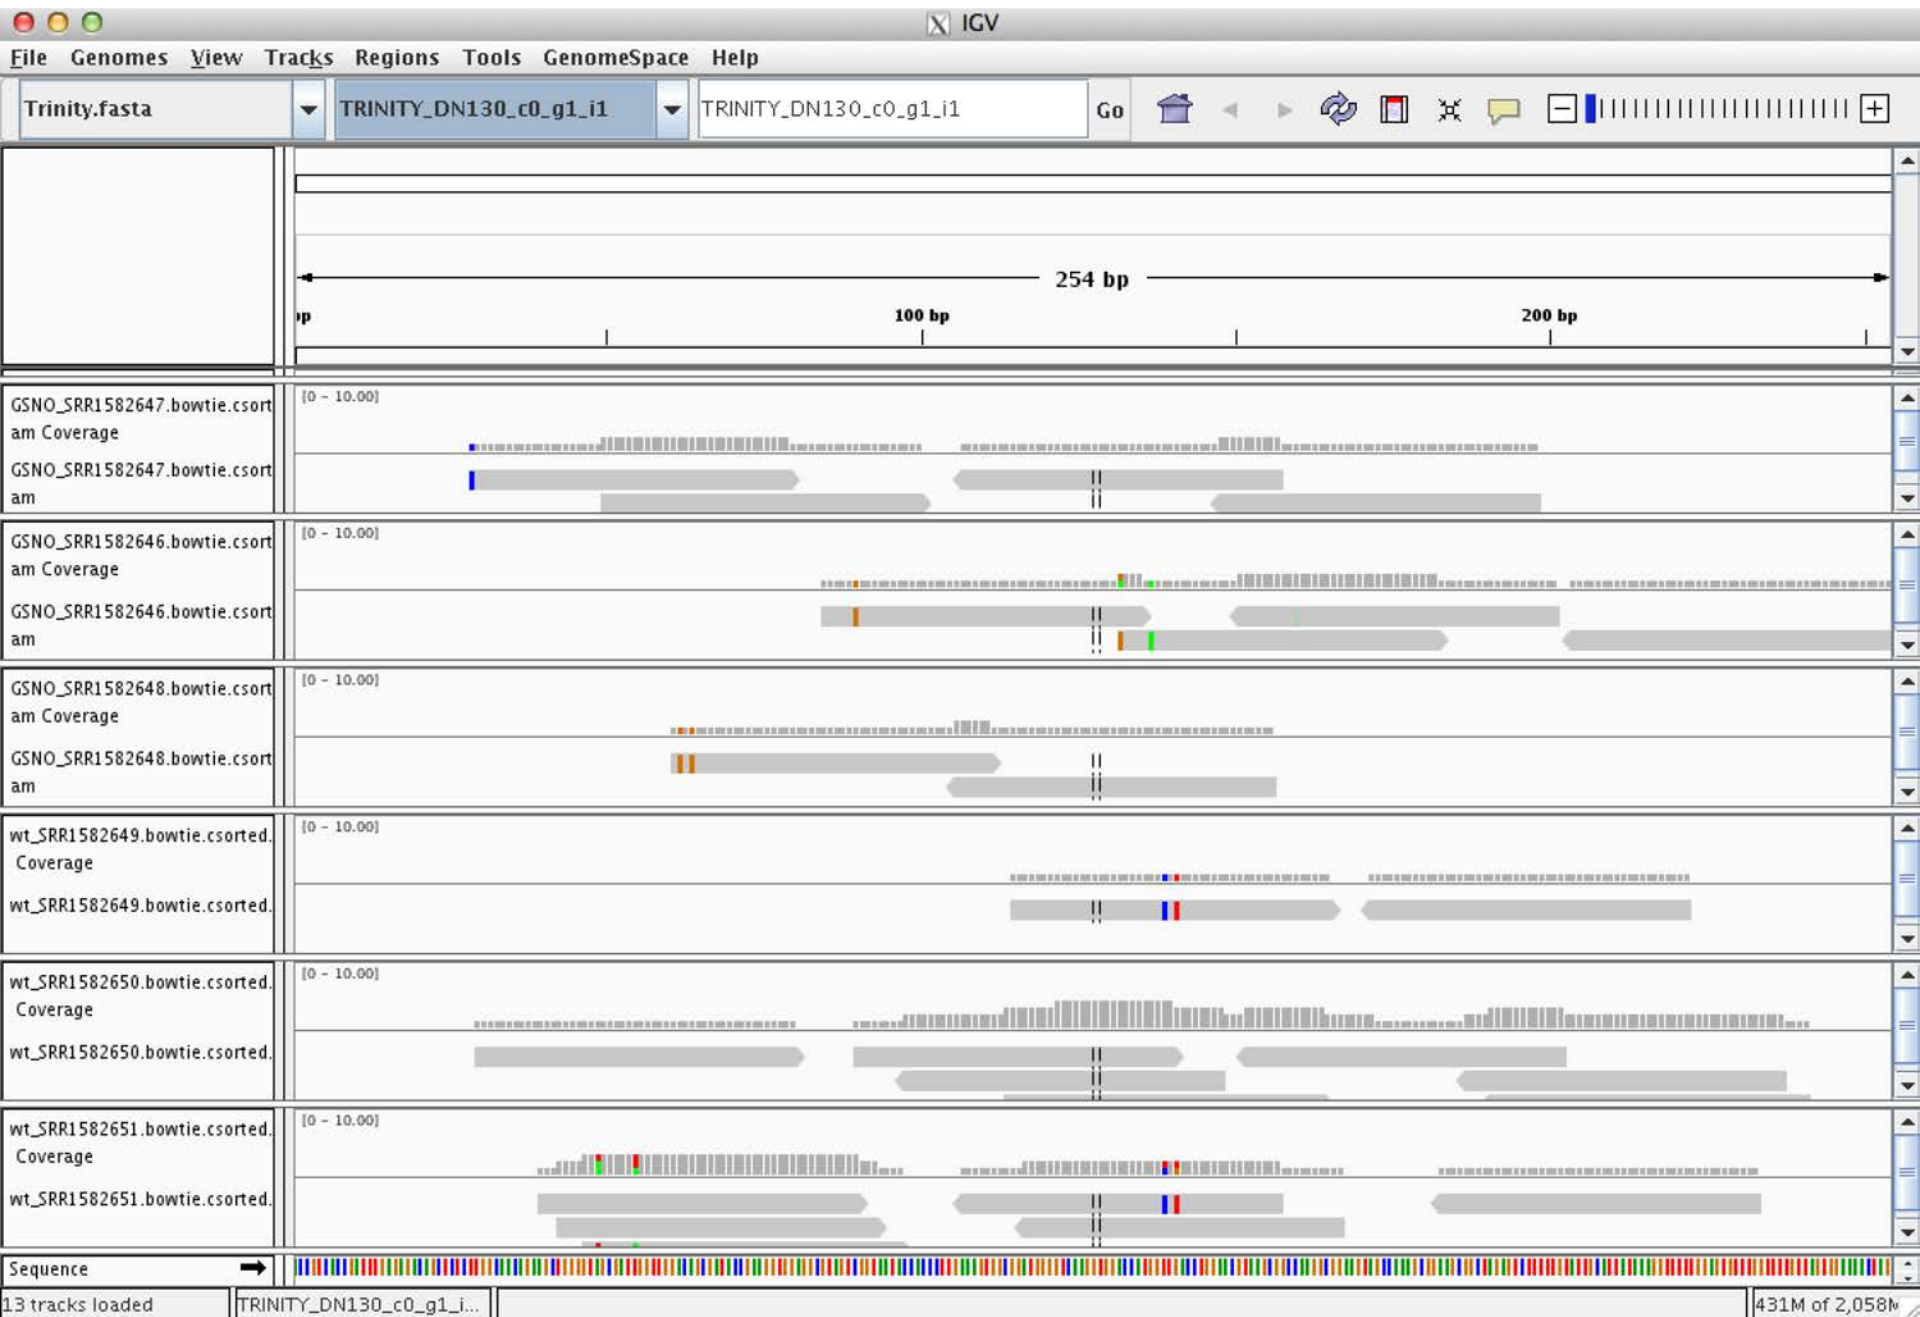 IGV
File Genomes View Tracks Regions Tools GenomeSpace Help
Trinity.fasta TRINITY_DN130_c0_g1_i1 TRINITY_DN130_c0_g1_i1 Go
254 bp
100 bp 200 bp
[0 - 10.00]
GSNO_SRR1582647.bowtie.csort
am Coverage
GSNO_SRR1582647.bowtie.csort
am
[0 - 10.00]
GSNO_SRR1582646.bowtie.csort
am Coverage
GSNO_SRR1582646.bowtie.csort
am
[0 - 10.00]
GSNO_SRR1582648.bowtie.csort
am Coverage
GSNO_SRR1582648.bowtie.csort
am
[0 - 10.00]
wt_SRR1582649.bowtie.csorted.
Coverage
wt_SRR1582649.bowtie.csorted.
[0 - 10.00]
wt_SRR1582650.bowtie.csorted.
Coverage
wt_SRR1582650.bowtie.csorted.
[0 - 10.00]
wt_SRR1582651.bowtie.csorted.
Coverage
wt_SRR1582651.bowtie.csorted.
Sequence
13 tracks loaded TRINITY_DN130_c0_g1_i... 431M of 2,058M